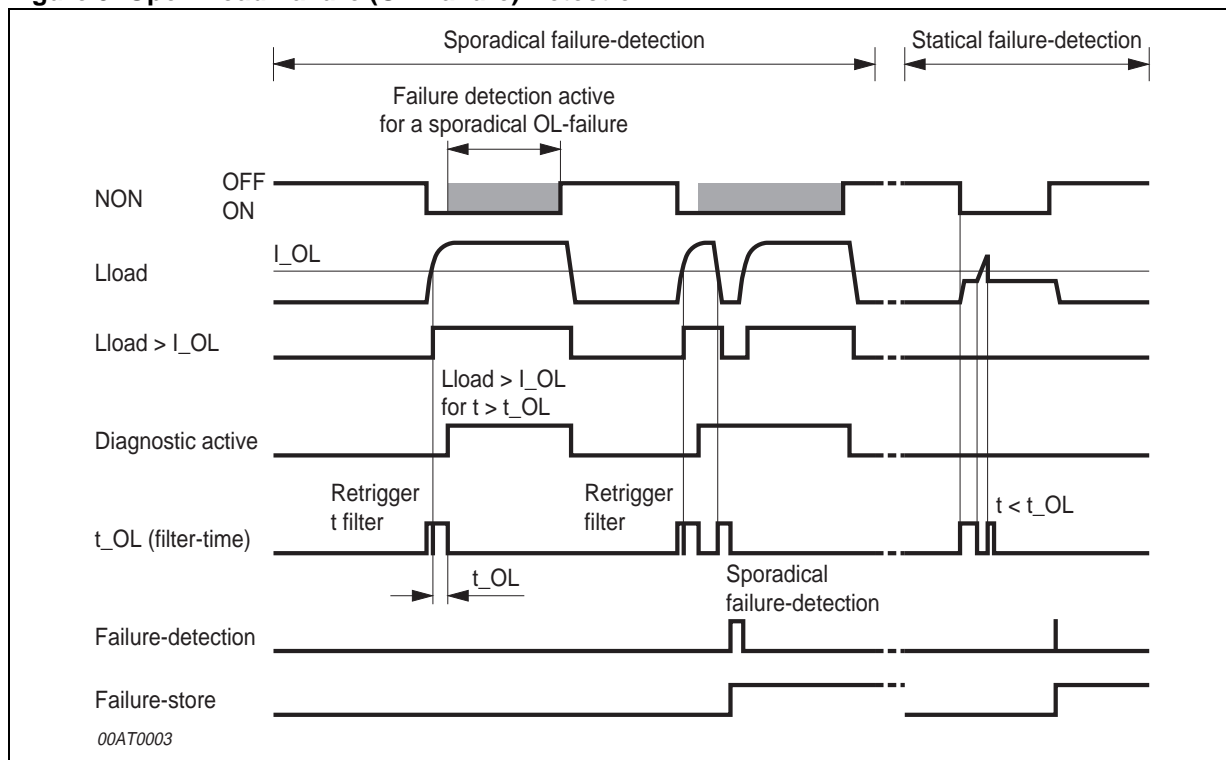 Sporadical failure-detection
Statical failure-detection
Failure detection active
for a sporadical OL-failure
NON
OFF
ON
I_OL
Lload
Lload > I_OL
Lload > I_OL
for t > t_OL
Diagnostic active
Retrigger
t filter
Retrigger
filter
t < t_OL
t_OL (filter-time)
t_OL
Sporadical
failure-detection
Failure-detection
Failure-store
00AT0003